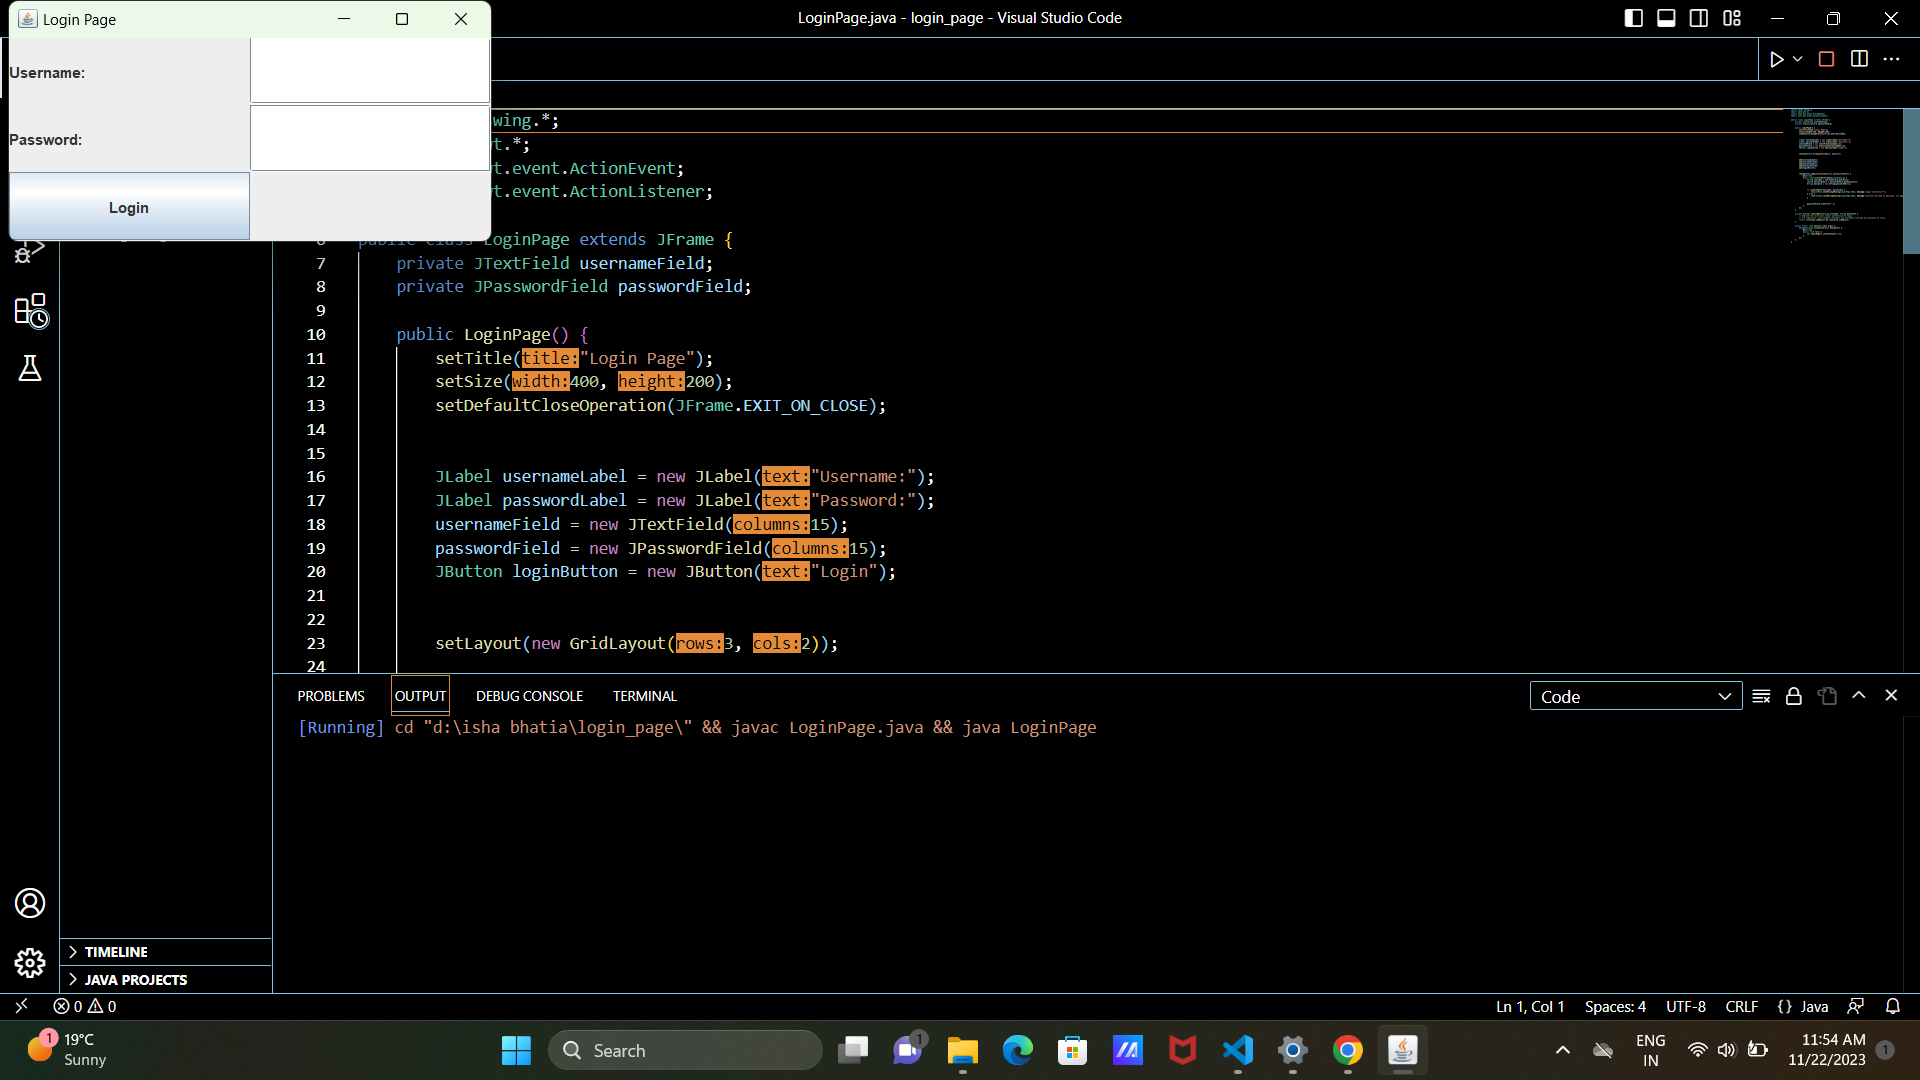 Login Page
LoginPage.java - login_page - Visual Studio Code
Username:
Password:
Login
wing.*;
t.*;
t.event.ActionEvent;
t.event.ActionListener;
public class LoginPage extends JFrame {
7 private JTextField usernameField;
8 private JPasswordField passwordField;
9
10 public LoginPage() {
11 setTitle(title:"Login Page");
12 setSize(width:400, height:200);
13 setDefaultCloseOperation(JFrame.EXIT_ON_CLOSE);
14
15
16 JLabel usernameLabel = new JLabel(text:"Username:");
17 JLabel passwordLabel = new JLabel(text:"Password:");
18 usernameField = new JTextField(columns:15);
19 passwordField = new JPasswordField(columns:15);
20 JButton loginButton = new JButton(text:"Login");
21
22
23 setLayout(new GridLayout(rows:3, cols:2));
24
PROBLEMS OUTPUT DEBUG CONSOLE TERMINAL
Code
[Running] cd "d:\isha bhatia\login_page\" && javac LoginPage.java && java LoginPage
TIMELINE
JAVA PROJECTS
0 0
Ln 1, Col 1 Spaces: 4 UTF-8 CRLF {} Java
1
19°C
Sunny
Search
1
ENG
IN
11:54 AM
11/22/2023
1